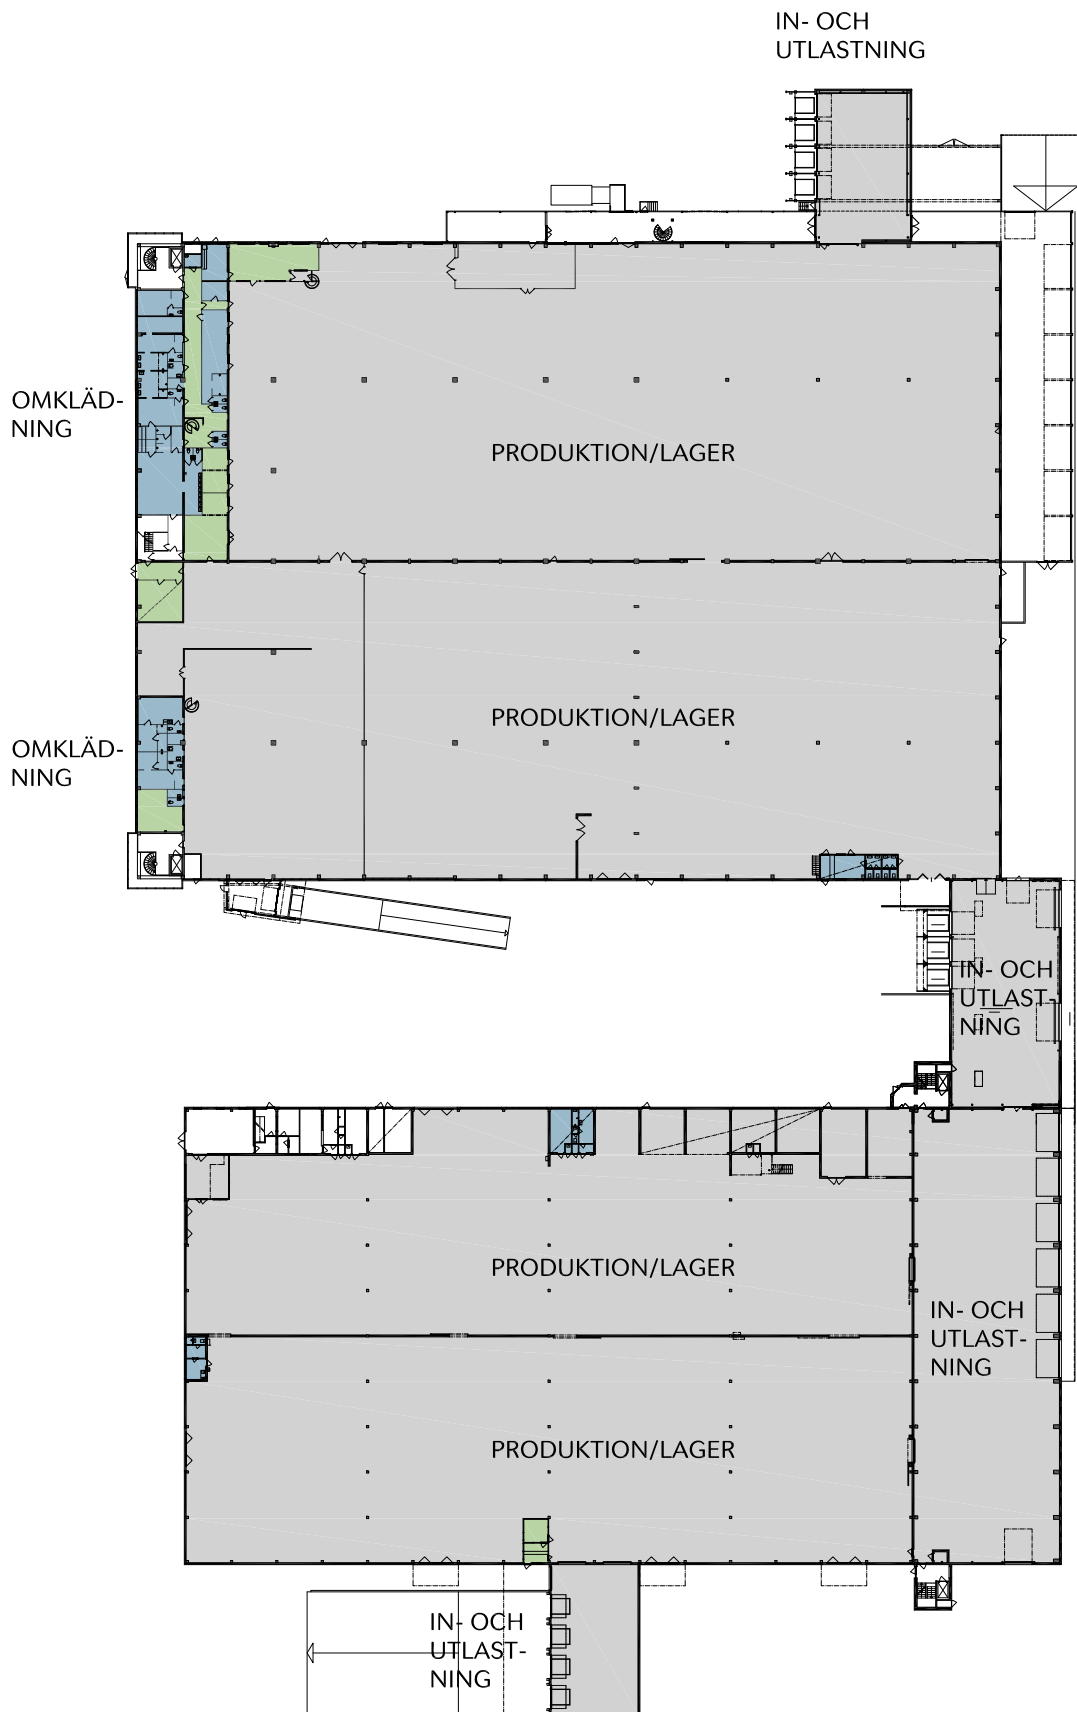 IN- OCH
UTLASTNING
OMKLÄD-
NING
PRODUKTION/LAGER
PRODUKTION/LAGER
OMKLÄD-
NING
IN- OCH
UTLAST-
NING
PRODUKTION/LAGER
IN- OCH
UTLAST-
NING
PRODUKTION/LAGER
IN- OCH
UTLAST-
NING